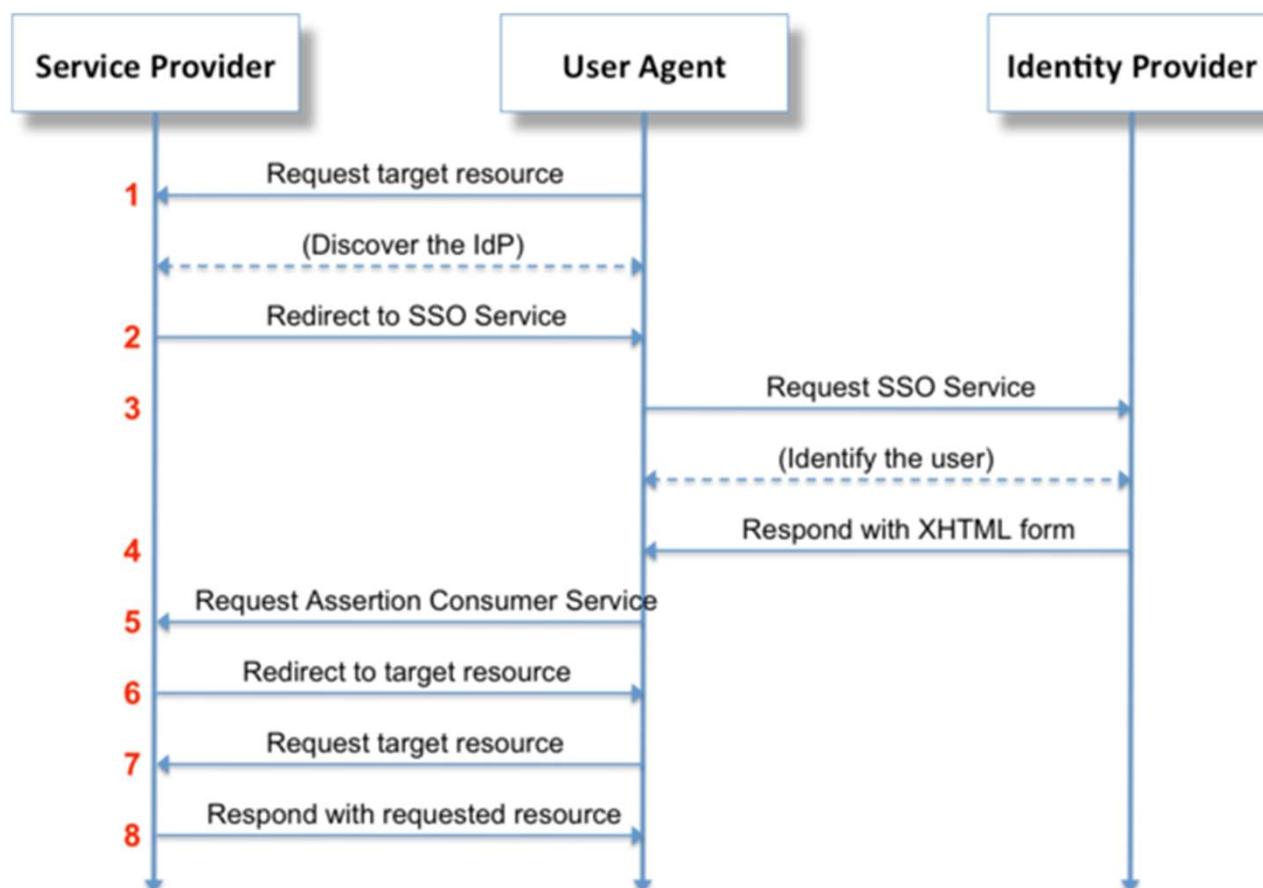 Service Provider
User Agent
Identity Provider
Request target resource
1
(Discover the IdP)
Redirect to SSO Service
2
Request SSO Service
3
(Identify the user)
Respond with XHTML form
4
Request Assertion Consumer Service
5
Redirect to target resource
6
Request target resource
7
Respond with requested resource
8